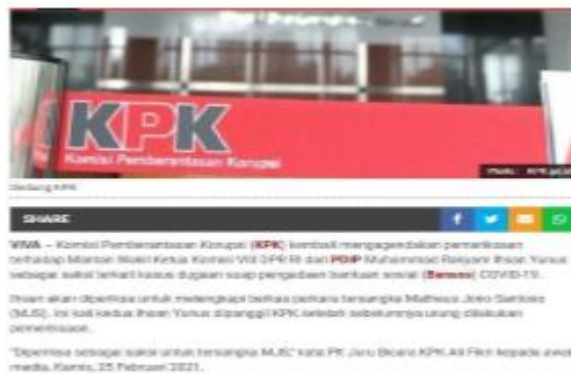 KPK
Komisi Pemberantasan Korupsi
Gedung KPK
SHARE
VIVA – Komisi Pemberantasan Korupsi (KPK) kembali mengagendakan pemeriksaan
terhadap Mantan Wakil Ketua Komisi VIII DPR RI dari PDIP Muhammad Rakyan Ihsan Yunus
sebagai saksi terkait kasus dugaan suap pengadaan bantuan sosial (Bansos) COVID-19.
Ihsan akan diperiksa untuk melengkapi berkas perkara tersangka Matheus Joko Santoso
(MJS). Ini kali kedua Ihsan Yunus dipanggil KPK setelah sebelumnya urung dilakukan
pemeriksaan.
"Diperiksa sebagai saksi untuk tersangka MJS," kata Plt Juru Bicara KPK Ali Fikri kepada awak
media, Kamis, 25 Februari 2021.